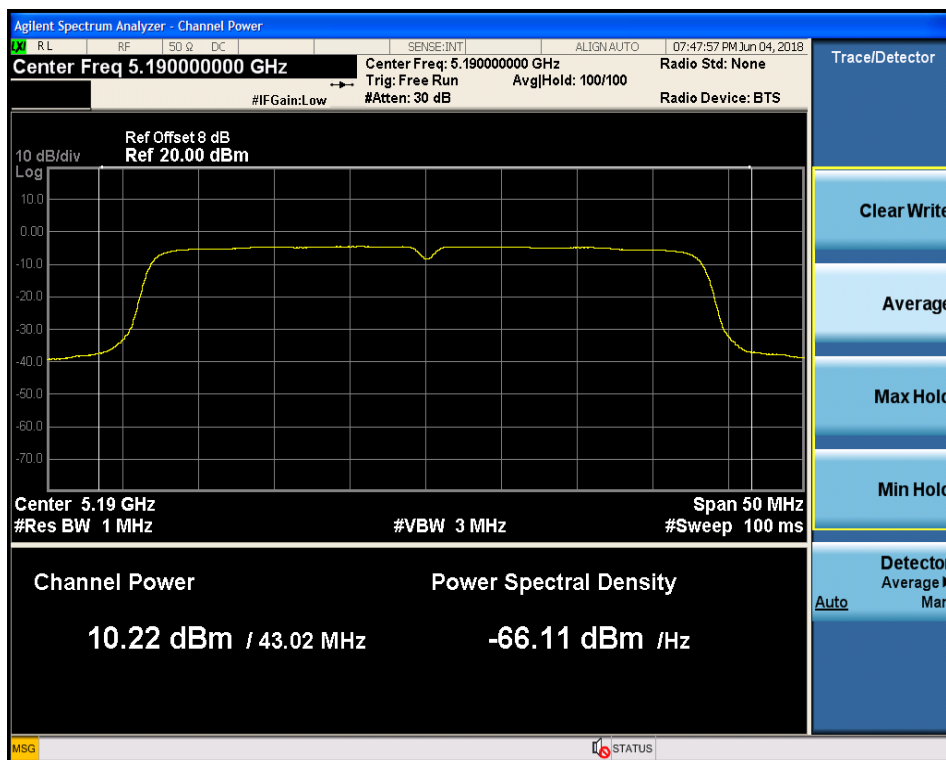 Agilent Spectrum Analyzer - Channel Power
LXI RL RF 50 Ω DC SENSE:INT ALIGN AUTO 07:47:57 PM Jun 04, 2018
Center Freq 5.190000000 GHz
Center Freq: 5.190000000 GHz
Radio Std: None
Trig: Free Run Avg|Hold: 100/100
#IFGain:Low
#Atten: 30 dB
Radio Device: BTS
Trace/Detector
Ref Offset 8 dB
10 dB/div Ref 20.00 dBm
Log
10.0
0.00
-10.0
-20.0
-30.0
-40.0
-50.0
-60.0
-70.0
Center 5.19 GHz Span 50 MHz
#Res BW 1 MHz #VBW 3 MHz #Sweep 100 ms
Channel Power Power Spectral Density
10.22 dBm / 43.02 MHz -66.11 dBm /Hz
Clear Write
Average
Max Hold
Min Hold
Detector
Average
Auto Man
MSG STATUS